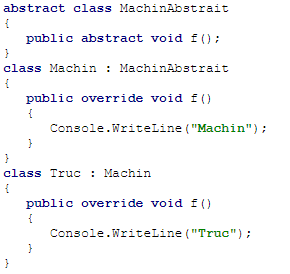 abstract class MachinAbstrait
{
   public abstract void f();
}
class Machin : MachinAbstrait
{
   public override void f()
   {
      Console.WriteLine("Machin");
   }
}
class Truc : Machin
{
   public override void f()
   {
      Console.WriteLine("Truc");
   }
}